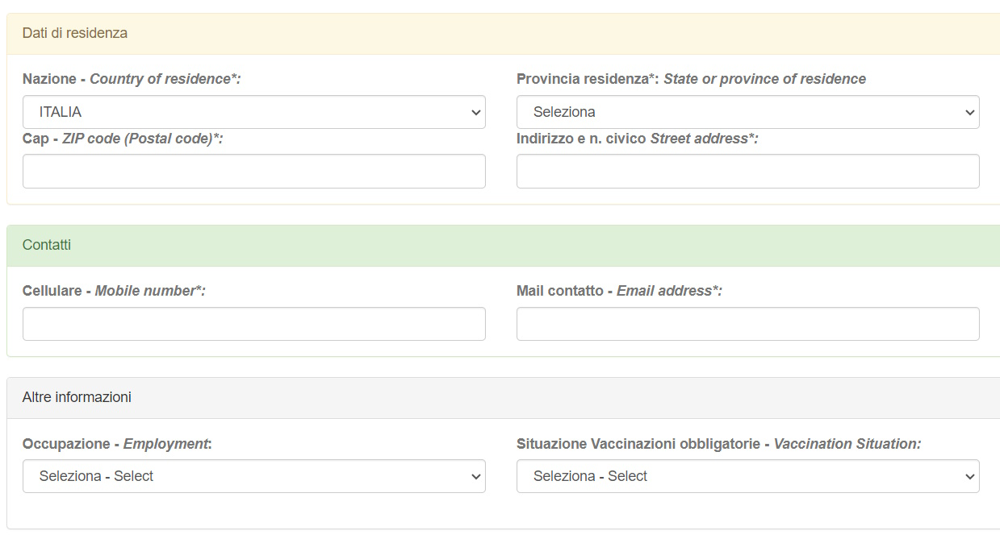 Dati di residenza
Nazione - Country of residence*:
Provincia residenza*: State or province of residence
ITALIA
Seleziona
Cap - ZIP code (Postal code)*:
Indirizzo e n. civico Street address*:
Contatti
Cellulare - Mobile number*:
Mail contatto - Email address*:
Altre informazioni
Occupazione - Employment:
Situazione Vaccinazioni obbligatorie - Vaccination Situation:
Seleziona - Select
Seleziona - Select